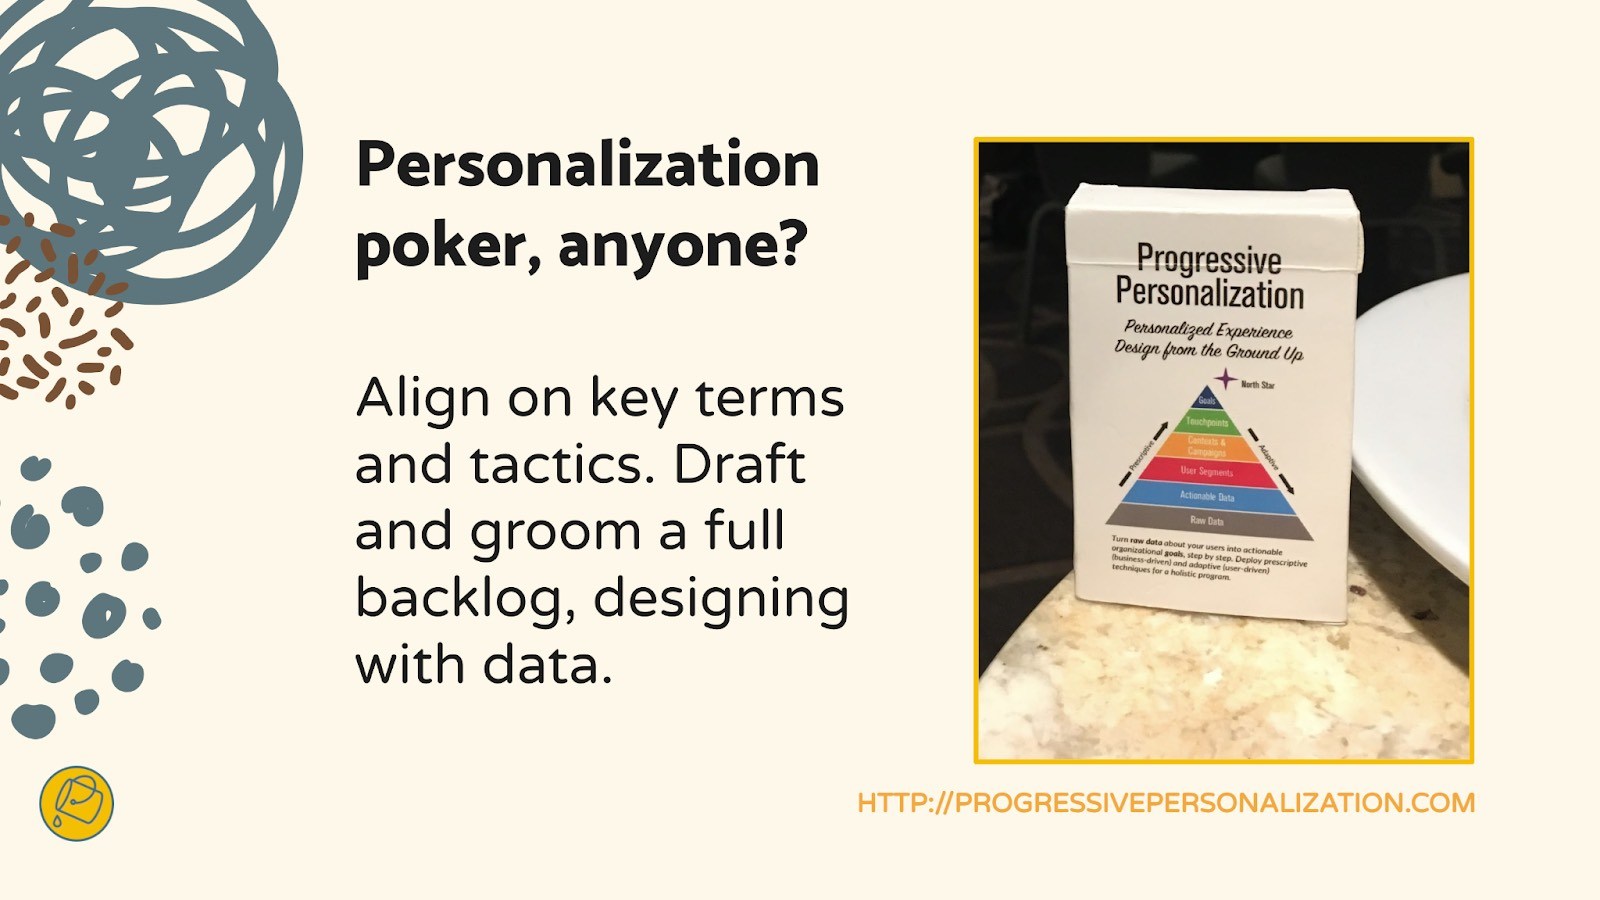 Personalization
poker, anyone?
Align on key terms
and tactics. Draft
and groom a full
backlog, designing
with data.
Progressive
Personalization
Personalized Experience
Design from the Ground Up
North Star
Goals
Touchpoints
Contexts &
Campaigns
User Segments
Actionable Data
Raw Data
Prescriptive
Adaptive
Turn raw data about your users into actionable
organizational goals, step by step. Deploy prescriptive
(business-driven) and adaptive (user-driven)
techniques for a holistic program.
HTTP://PROGRESSIVEPERSONALIZATION.COM